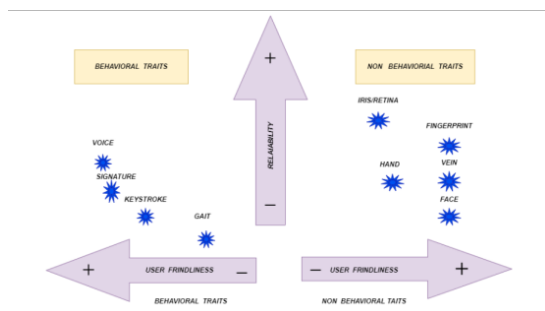 BEHAVIORAL TRAITS
NON BEHAVIORIAL TRAITS
+
IRIS/RETINA
FINGERPRINT
VOICE
RELAIABILITY
HAND
VEIN
SIGNATURE
KEYSTROKE
FACE
—
GAIT
+ USER FRINDLINESS —
— USER FRINDLINESS +
BEHAVIORAL TRAITS
NON BEHAVIORAL TAITS